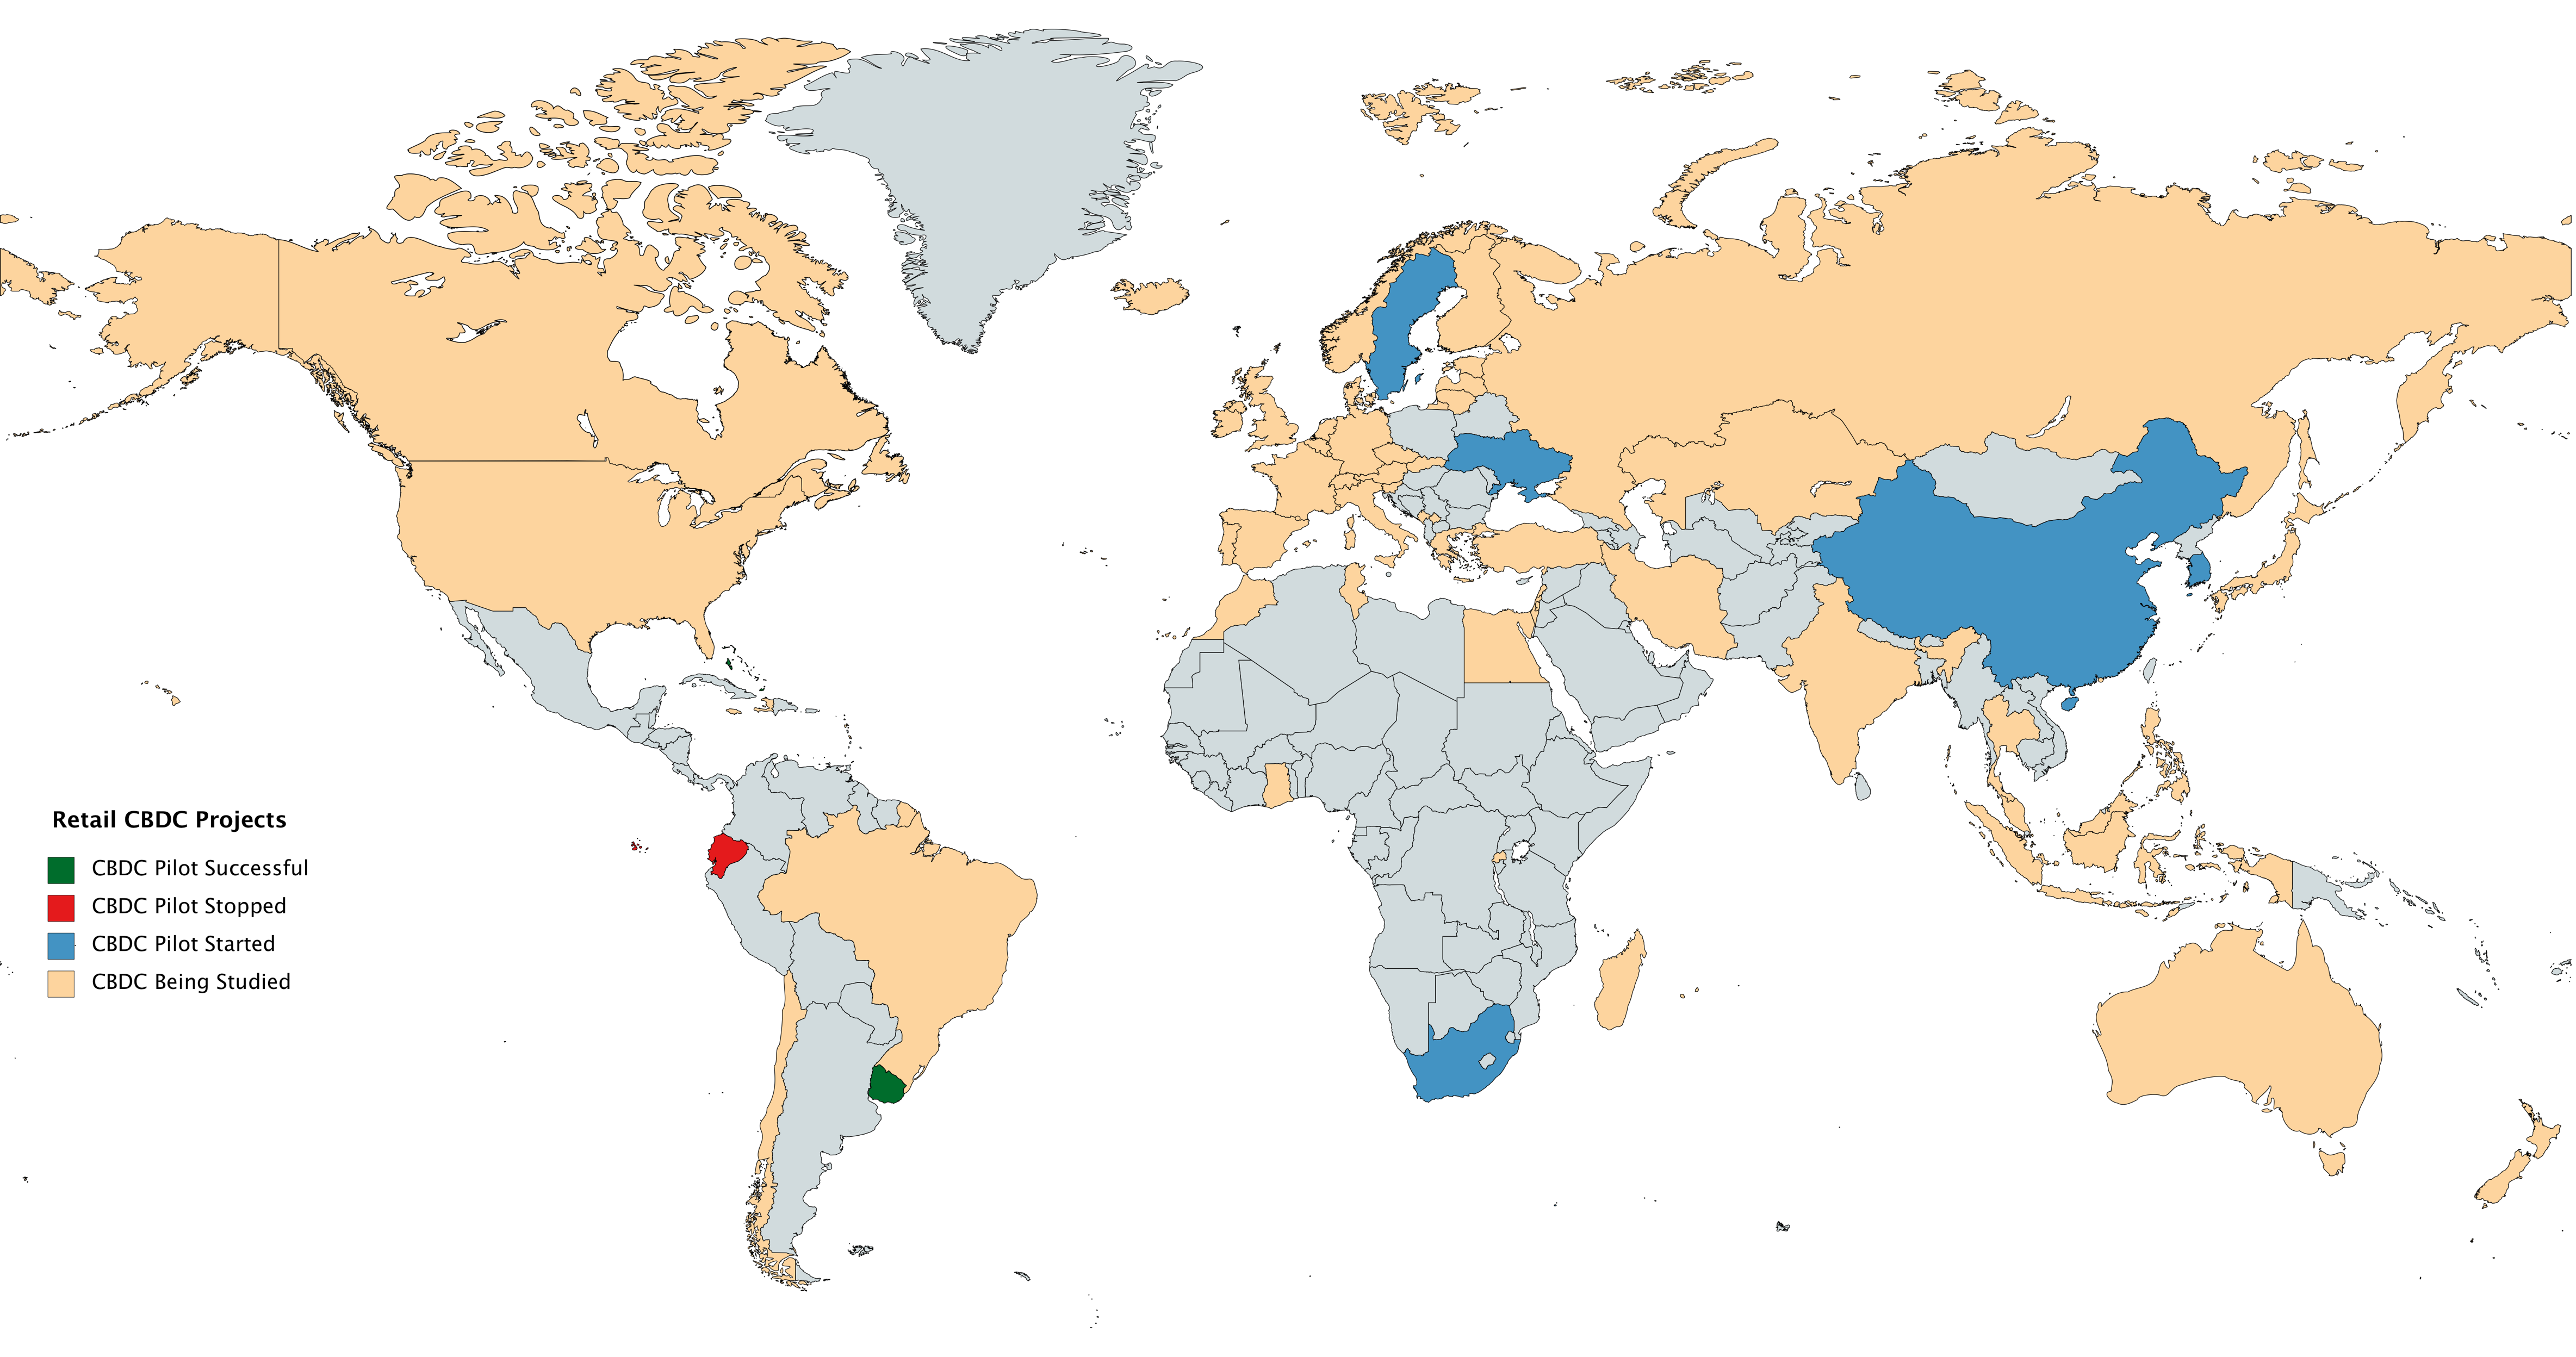 Retail CBDC Projects
CBDC Pilot Successful
CBDC Pilot Stopped
CBDC Pilot Started
CBDC Being Studied